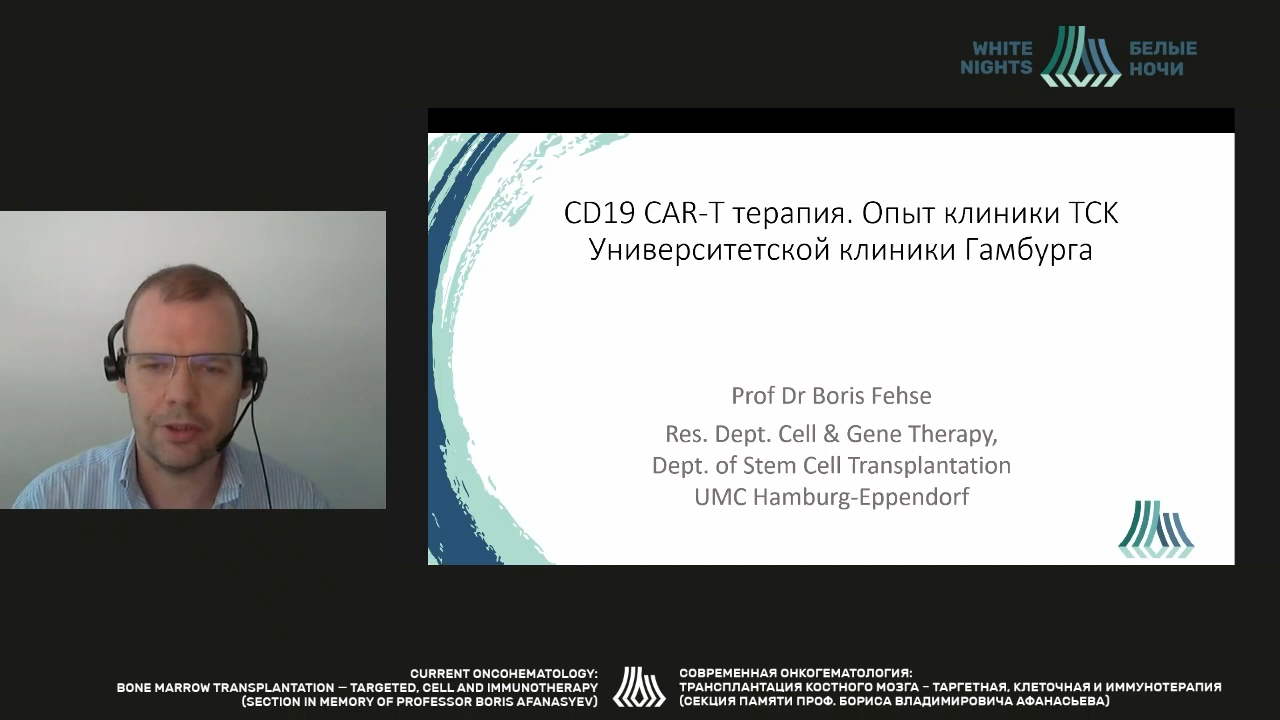 WHITE
NIGHTS
БЕЛЫЕ
НОЧИ
CD19 CAR-T терапия. Опыт клиники ТСК
Университетской клиники Гамбурга
Prof Dr Boris Fehse
Res. Dept. Cell & Gene Therapy,
Dept. of Stem Cell Transplantation
UMC Hamburg-Eppendorf
CURRENT ONCOHEMATOLOGY:
BONE MARROW TRANSPLANTATION — TARGETED, CELL AND IMMUNOTHERAPY
(SECTION IN MEMORY OF PROFESSOR BORIS AFANASYEV)
СОВРЕМЕННАЯ ОНКОГЕМАТОЛОГИЯ:
ТРАНСПЛАНТАЦИЯ КОСТНОГО МОЗГА – ТАРГЕТНАЯ, КЛЕТОЧНАЯ И ИММУНОТЕРАПИЯ
(СЕКЦИЯ ПАМЯТИ ПРОФ. БОРИСА ВЛАДИМИРОВИЧА АФАНАСЬЕВА)